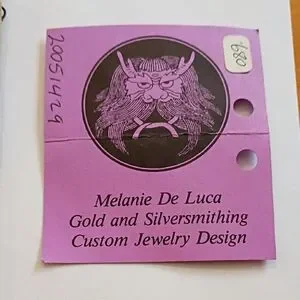 20051429
680
Melanie De Luca
Gold and Silversmithing
Custom Jewelry Design